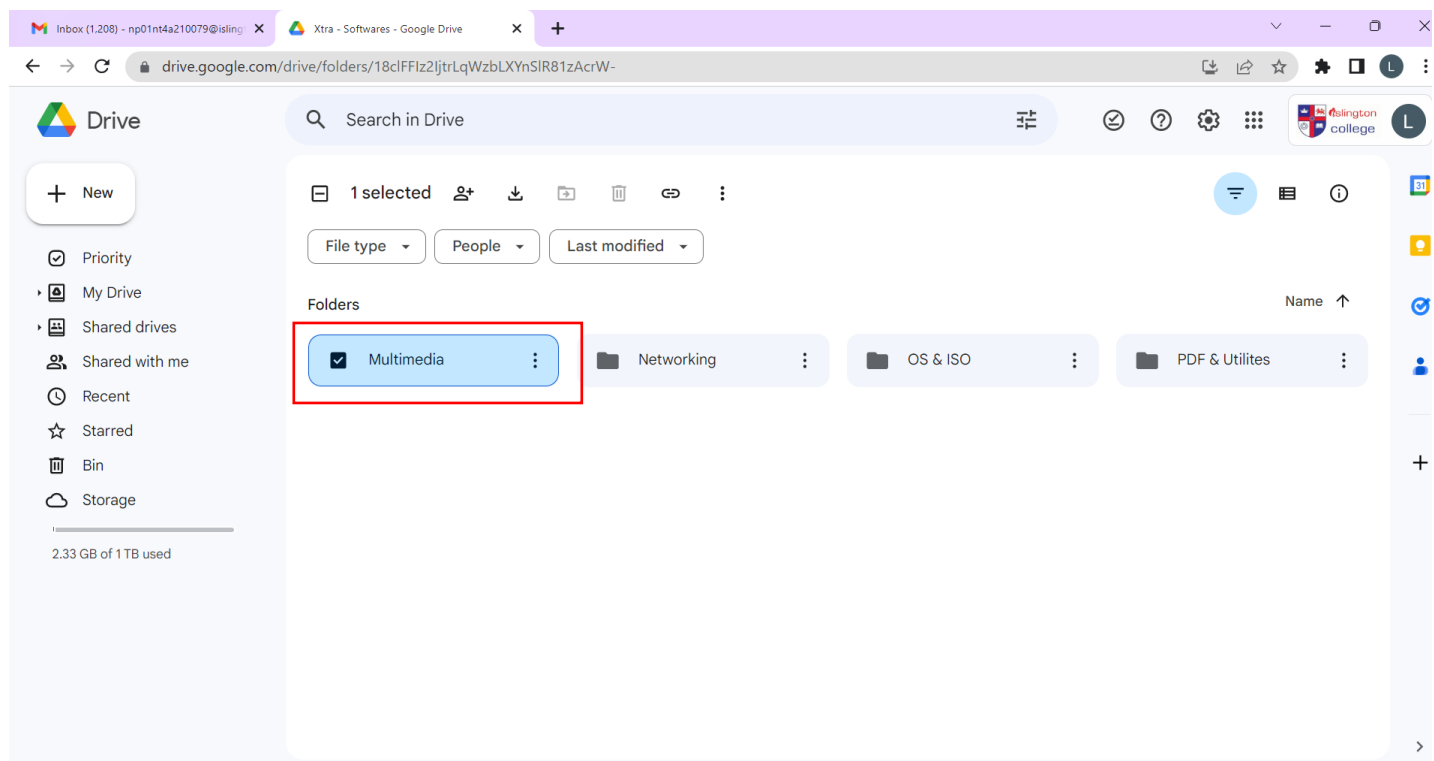 Inbox (1,208) - np01nt4a210079@isling
Xtra - Softwares - Google Drive
drive.google.com/drive/folders/18clFFIz2IjtrLqWzbLXYnSlR81zAcrW-
L
Drive
Search in Drive
islington
college
L
New
1 selected
31
File type
People
Last modified
Priority
My Drive
Shared drives
Shared with me
Recent
Starred
Bin
Storage
2.33 GB of 1 TB used
Folders
Name
Multimedia
Networking
OS & ISO
PDF & Utilites